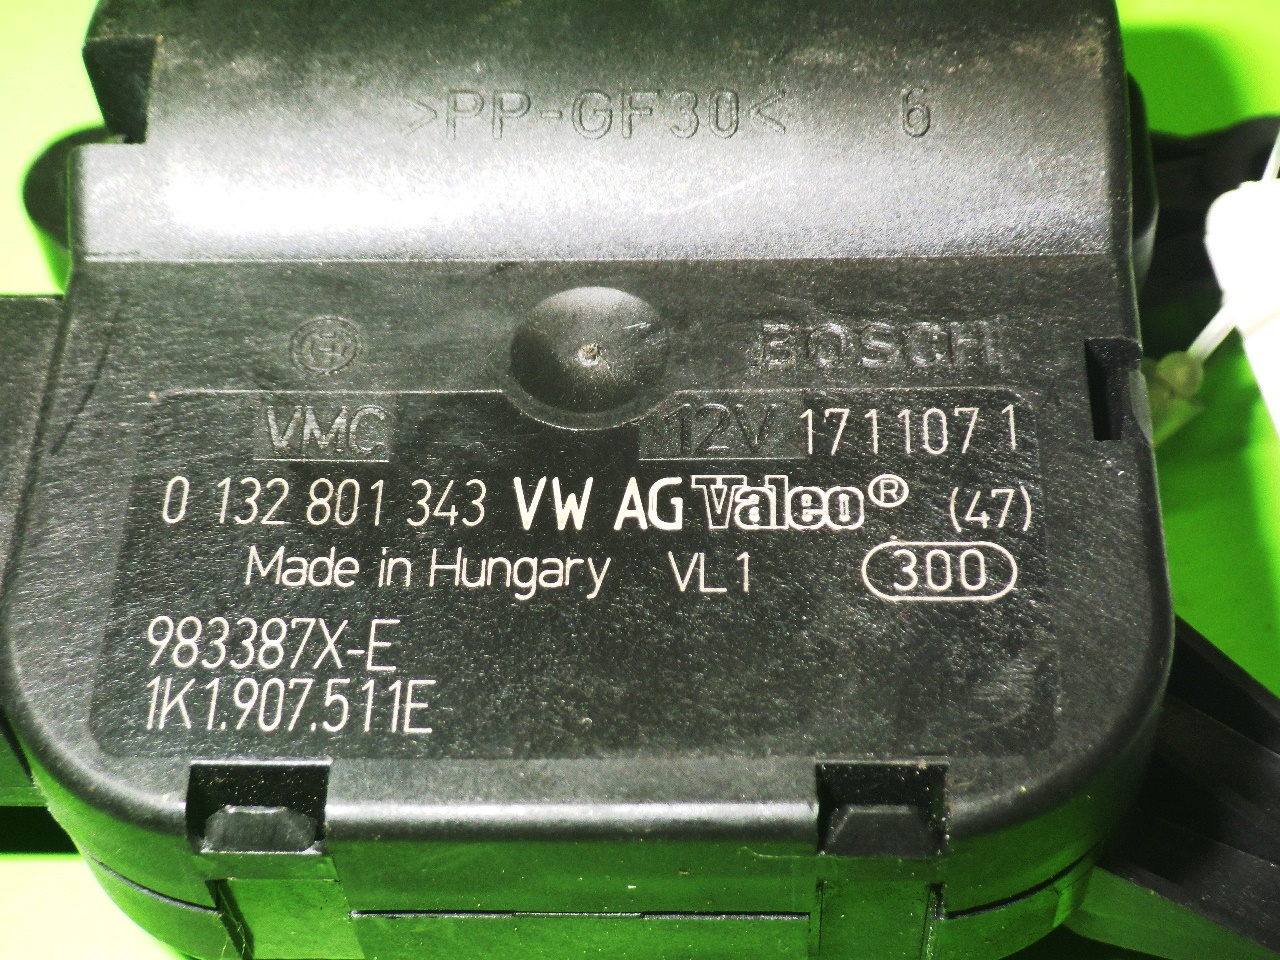 >PP-GF30< 6
BOSCH
VMC 12V 1711071
0 132 801 343 VW AG Valeo® (47)
Made in Hungary VL1 300
983387X-E
1K1.907.511E